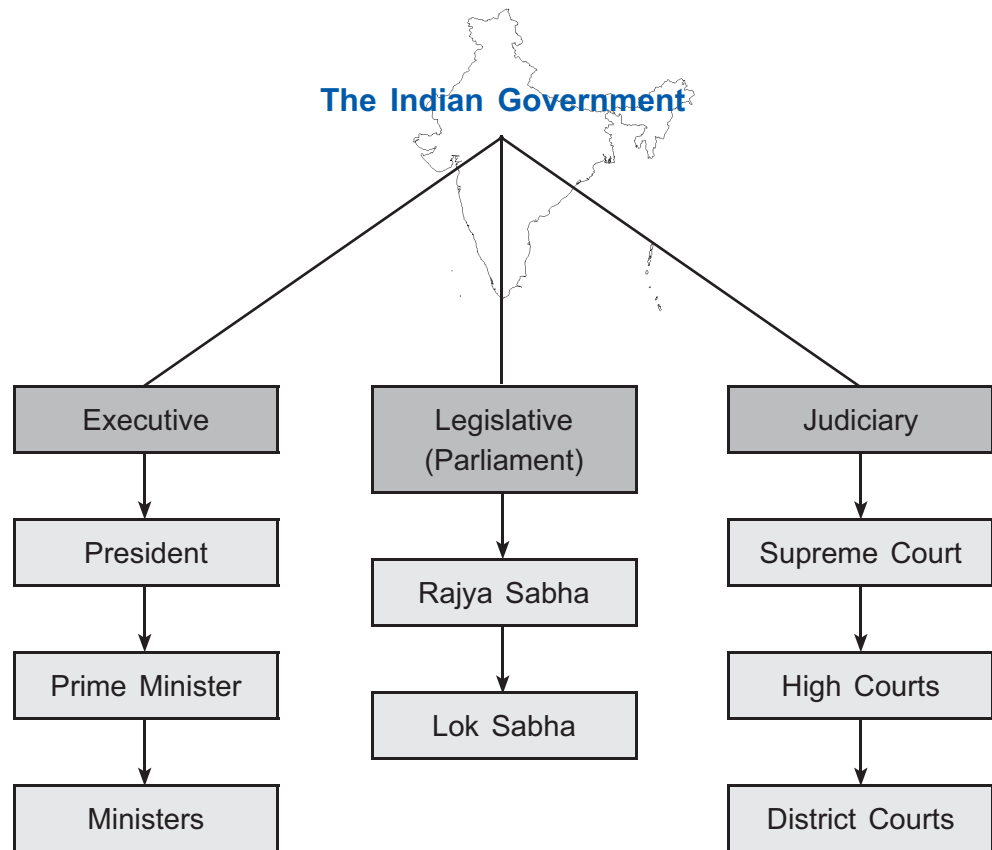 The Indian Government
Executive
President
Prime Minister
Ministers
Legislative
(Parliament)
Rajya Sabha
Lok Sabha
Judiciary
Supreme Court
High Courts
District Courts